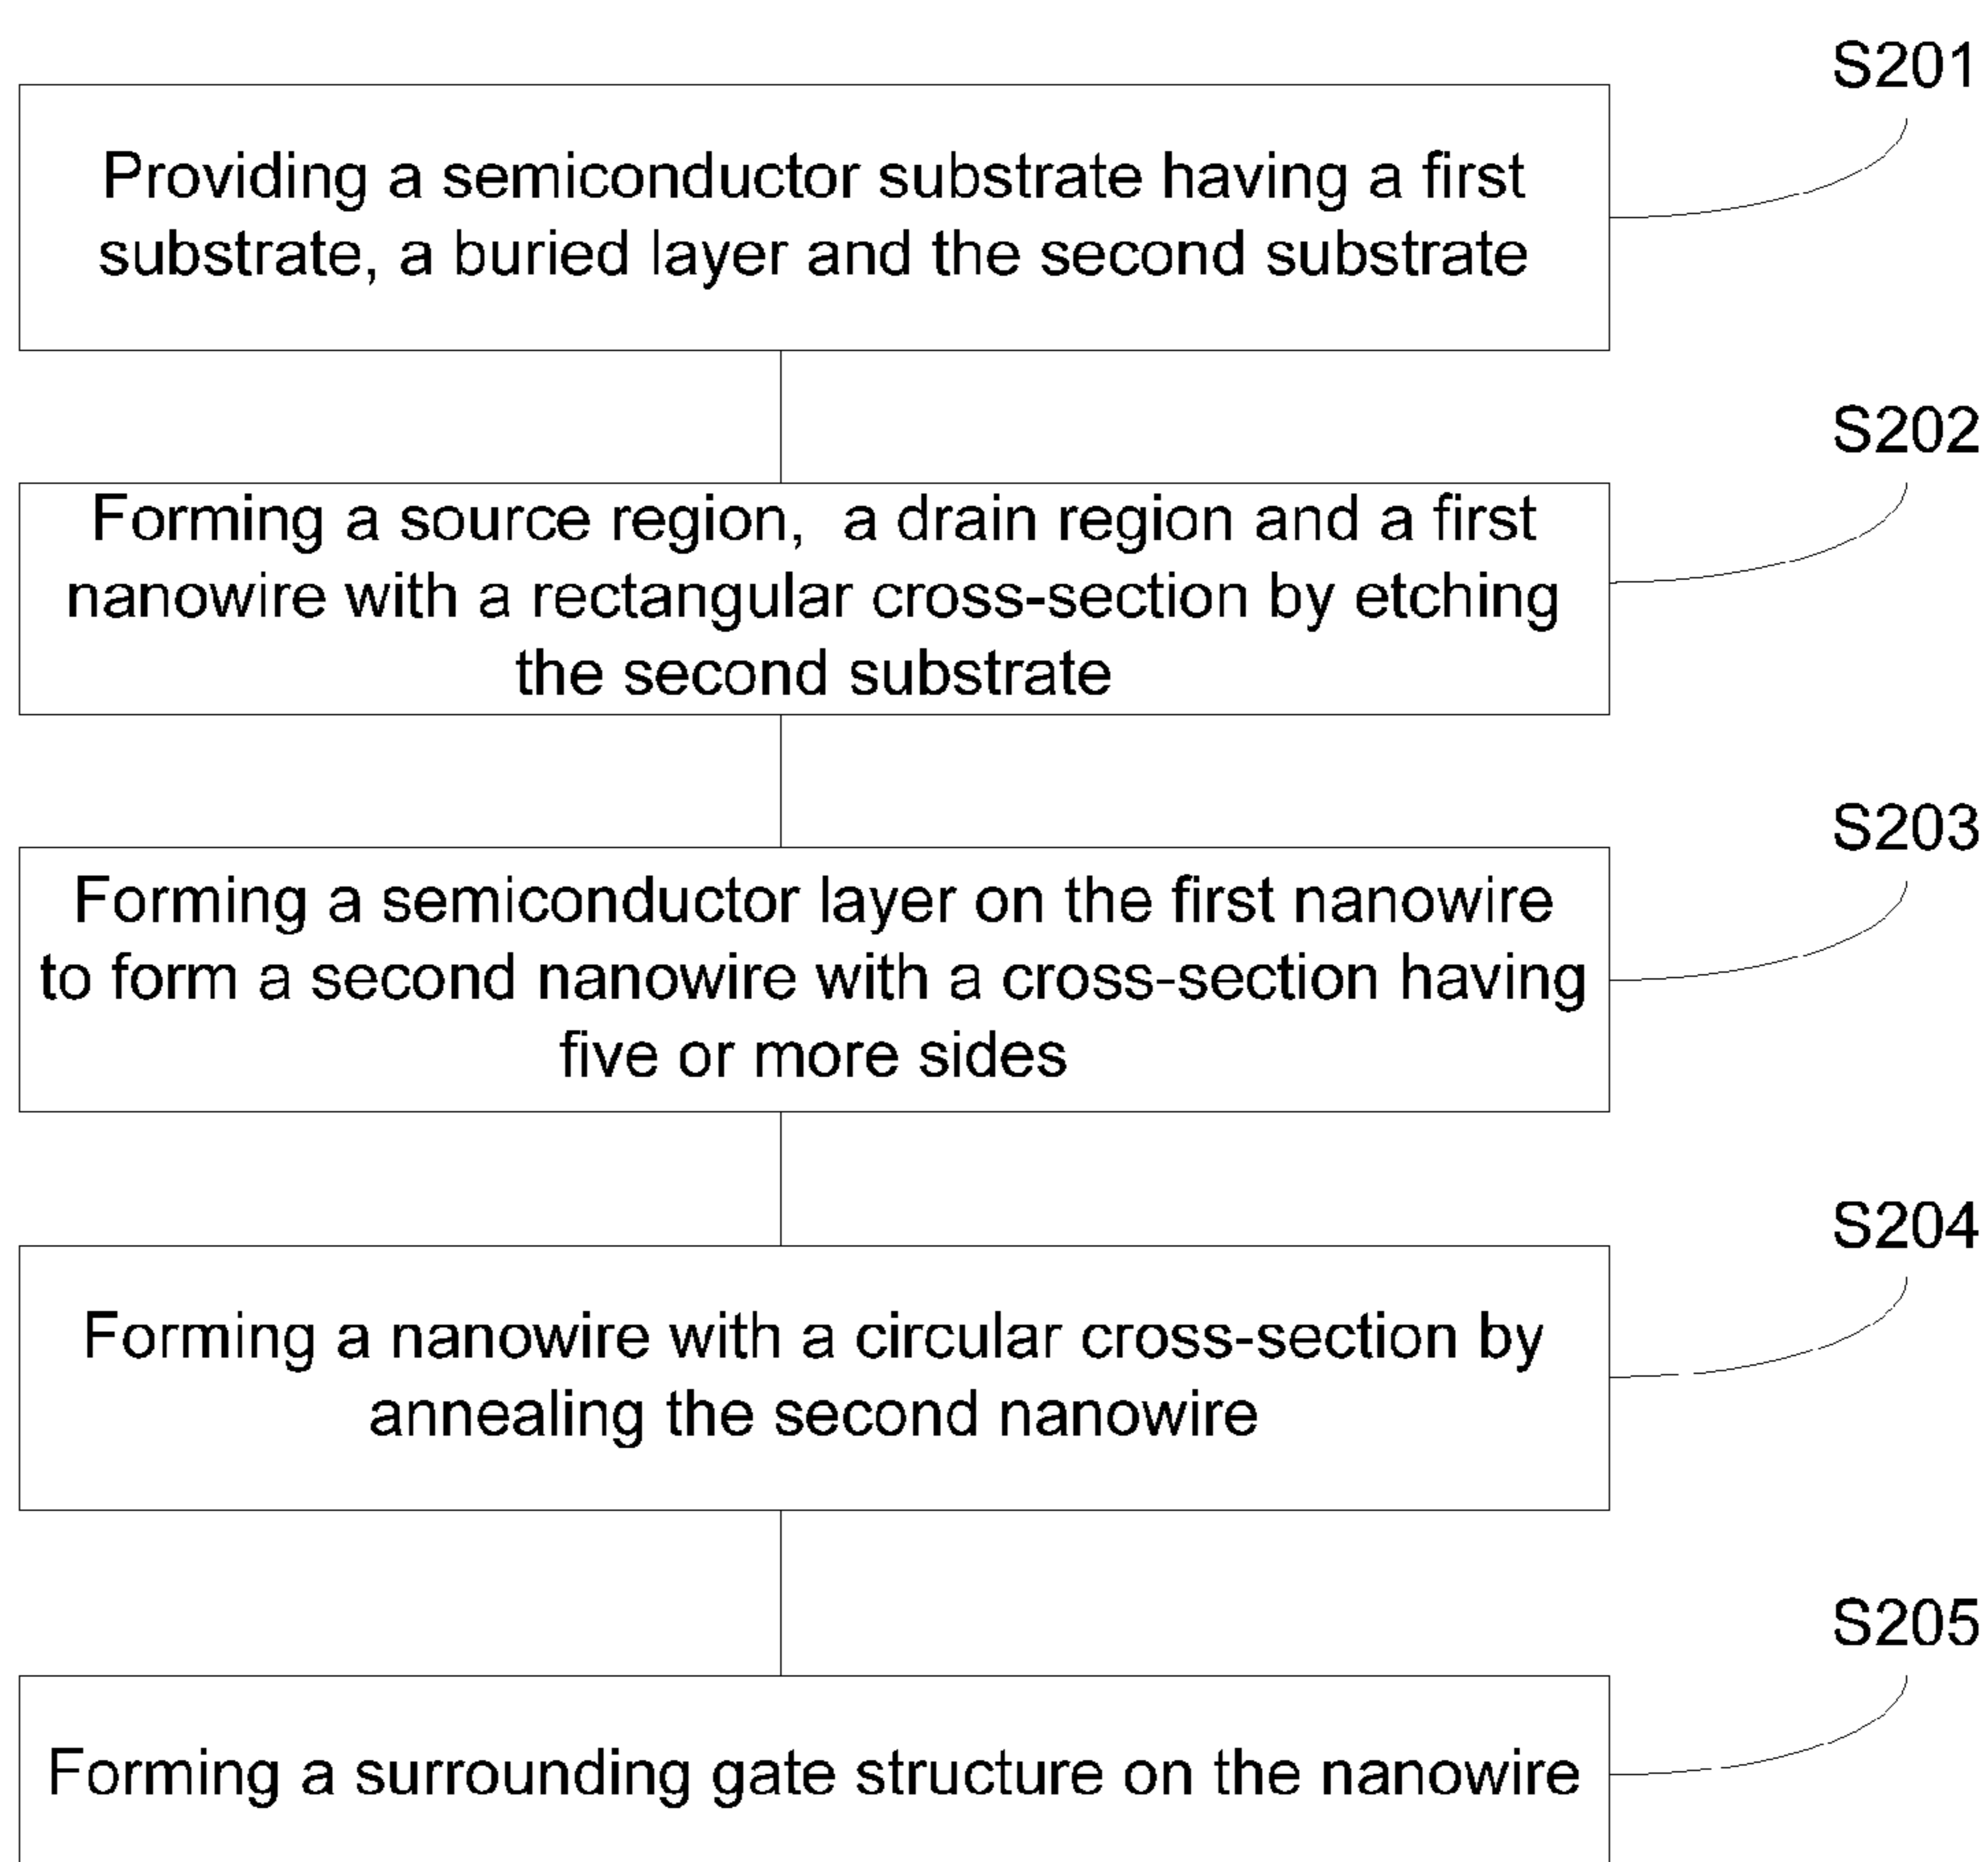 S201
Providing a semiconductor substrate having a first
substrate, a buried layer and the second substrate
S202
Forming a source region, a drain region and a first
nanowire with a rectangular cross-section by etching
the second substrate
S203
Forming a semiconductor layer on the first nanowire
to form a second nanowire with a cross-section having
five or more sides
S204
Forming a nanowire with a circular cross-section by
annealing the second nanowire
S205
Forming a surrounding gate structure on the nanowire